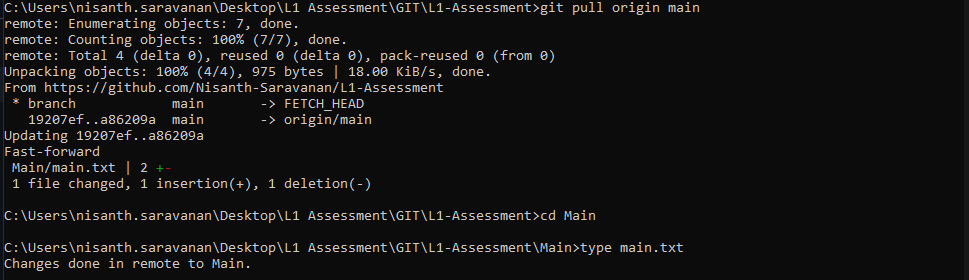 C:\Users\nisanth.saravanan\Desktop\L1 Assessment\GIT\L1-Assessment>git pull origin main
remote: Enumerating objects: 7, done.
remote: Counting objects: 100% (7/7), done.
remote: Total 4 (delta 0), reused 0 (delta 0), pack-reused 0 (from 0)
Unpacking objects: 100% (4/4), 975 bytes | 18.00 KiB/s, done.
From https://github.com/Nisanth-Saravanan/L1-Assessment
 * branch            main       -> FETCH_HEAD
   19207ef..a86209a  main       -> origin/main
Updating 19207ef..a86209a
Fast-forward
 Main/main.txt | 2 +-
 1 file changed, 1 insertion(+), 1 deletion(-)
C:\Users\nisanth.saravanan\Desktop\L1 Assessment\GIT\L1-Assessment>cd Main
C:\Users\nisanth.saravanan\Desktop\L1 Assessment\GIT\L1-Assessment\Main>type main.txt
Changes done in remote to Main.